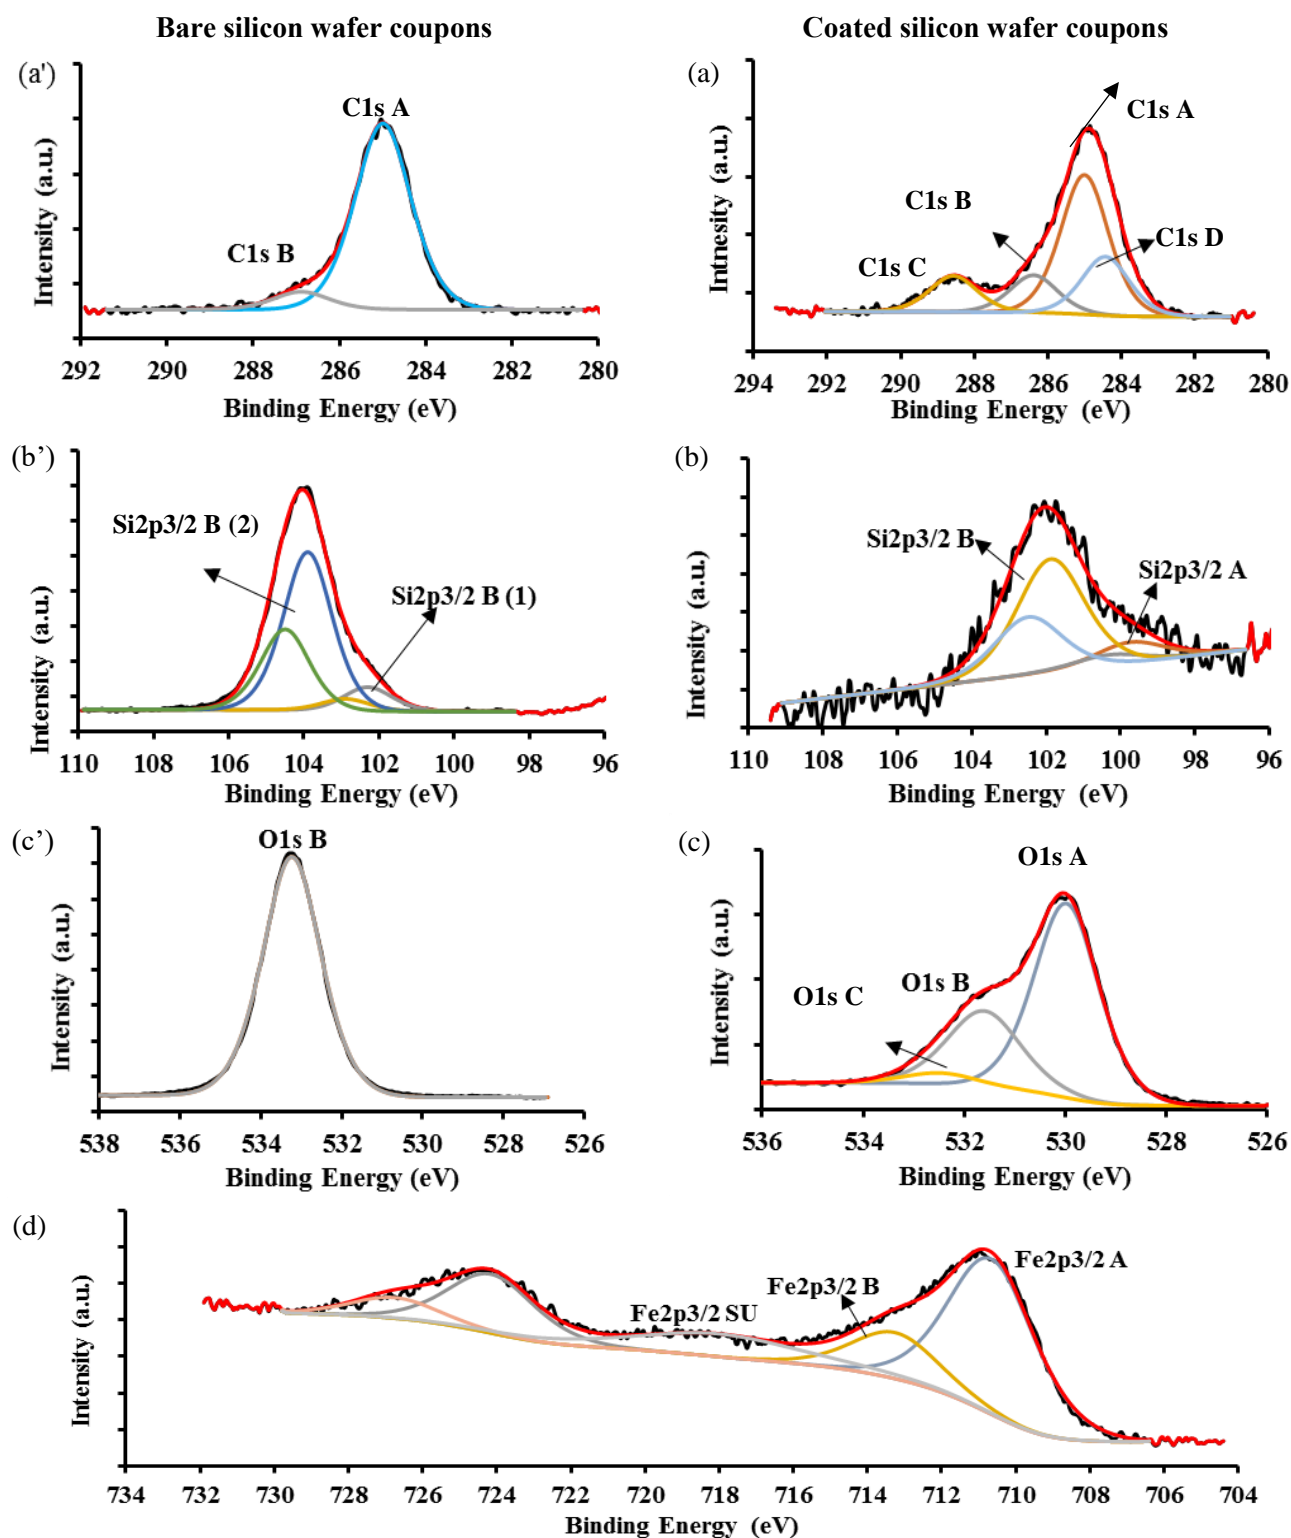 Bare silicon wafer coupons
Coated silicon wafer coupons
(a')
C1s A
C1s B
Intensity (a.u.)
292 290 288 286 284 282 280
Binding Energy (eV)
(a)
C1s A
C1s B
C1s D
C1s C
Intnesity (a.u.)
294 292 290 288 286 284 282 280
Binding Energy (eV)
(b’)
Si2p3/2 B (2)
Si2p3/2 B (1)
Intensity (a.u.)
110 108 106 104 102 100 98 96
Binding Energy (eV)
(b)
Si2p3/2 B
Si2p3/2 A
Intensity (a.u.)
110 108 106 104 102 100 98 96
Binding Energy (eV)
(c’)
O1s B
Intensity (a.u.)
538 536 534 532 530 528 526
Binding Energy (eV)
(c)
O1s A
O1s B
O1s C
Intensity (a.u.)
536 534 532 530 528 526
Binding Energy (eV)
(d)
Fe2p3/2 A
Fe2p3/2 B
Fe2p3/2 SU
Intensity (a.u.)
734 730 728 726 724 722 720 718 716 714 711 710 708 706 704
Binding Energy (eV)